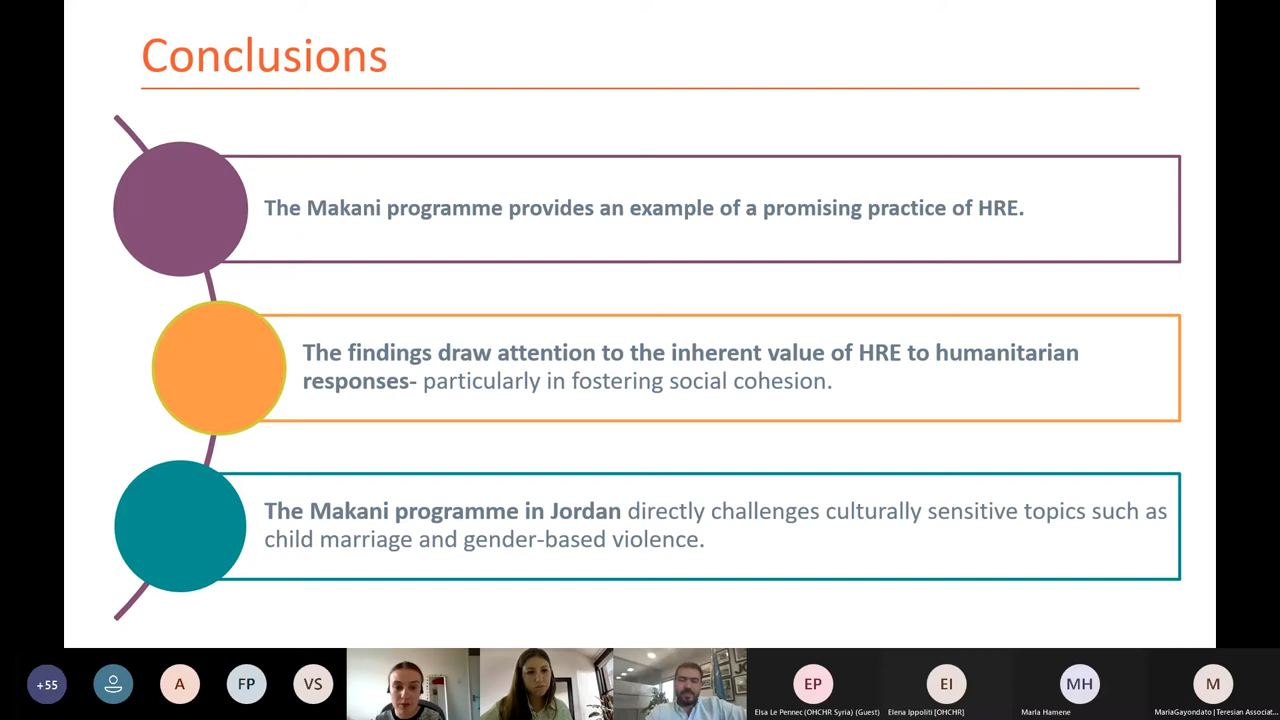 Conclusions
The Makani programme provides an example of a promising practice of HRE.
The findings draw attention to the inherent value of HRE to humanitarian
responses- particularly in fostering social cohesion.
The Makani programme in Jordan directly challenges culturally sensitive topics such as
child marriage and gender-based violence.
+55
A
FP
VS
EP
EI
MH
M
Elsa Le Pennec (OHCHR Syria) (Guest)
Elena Ippoliti [OHCHR]
Marla Hamene
MariaGayondato | Teresian Associat...